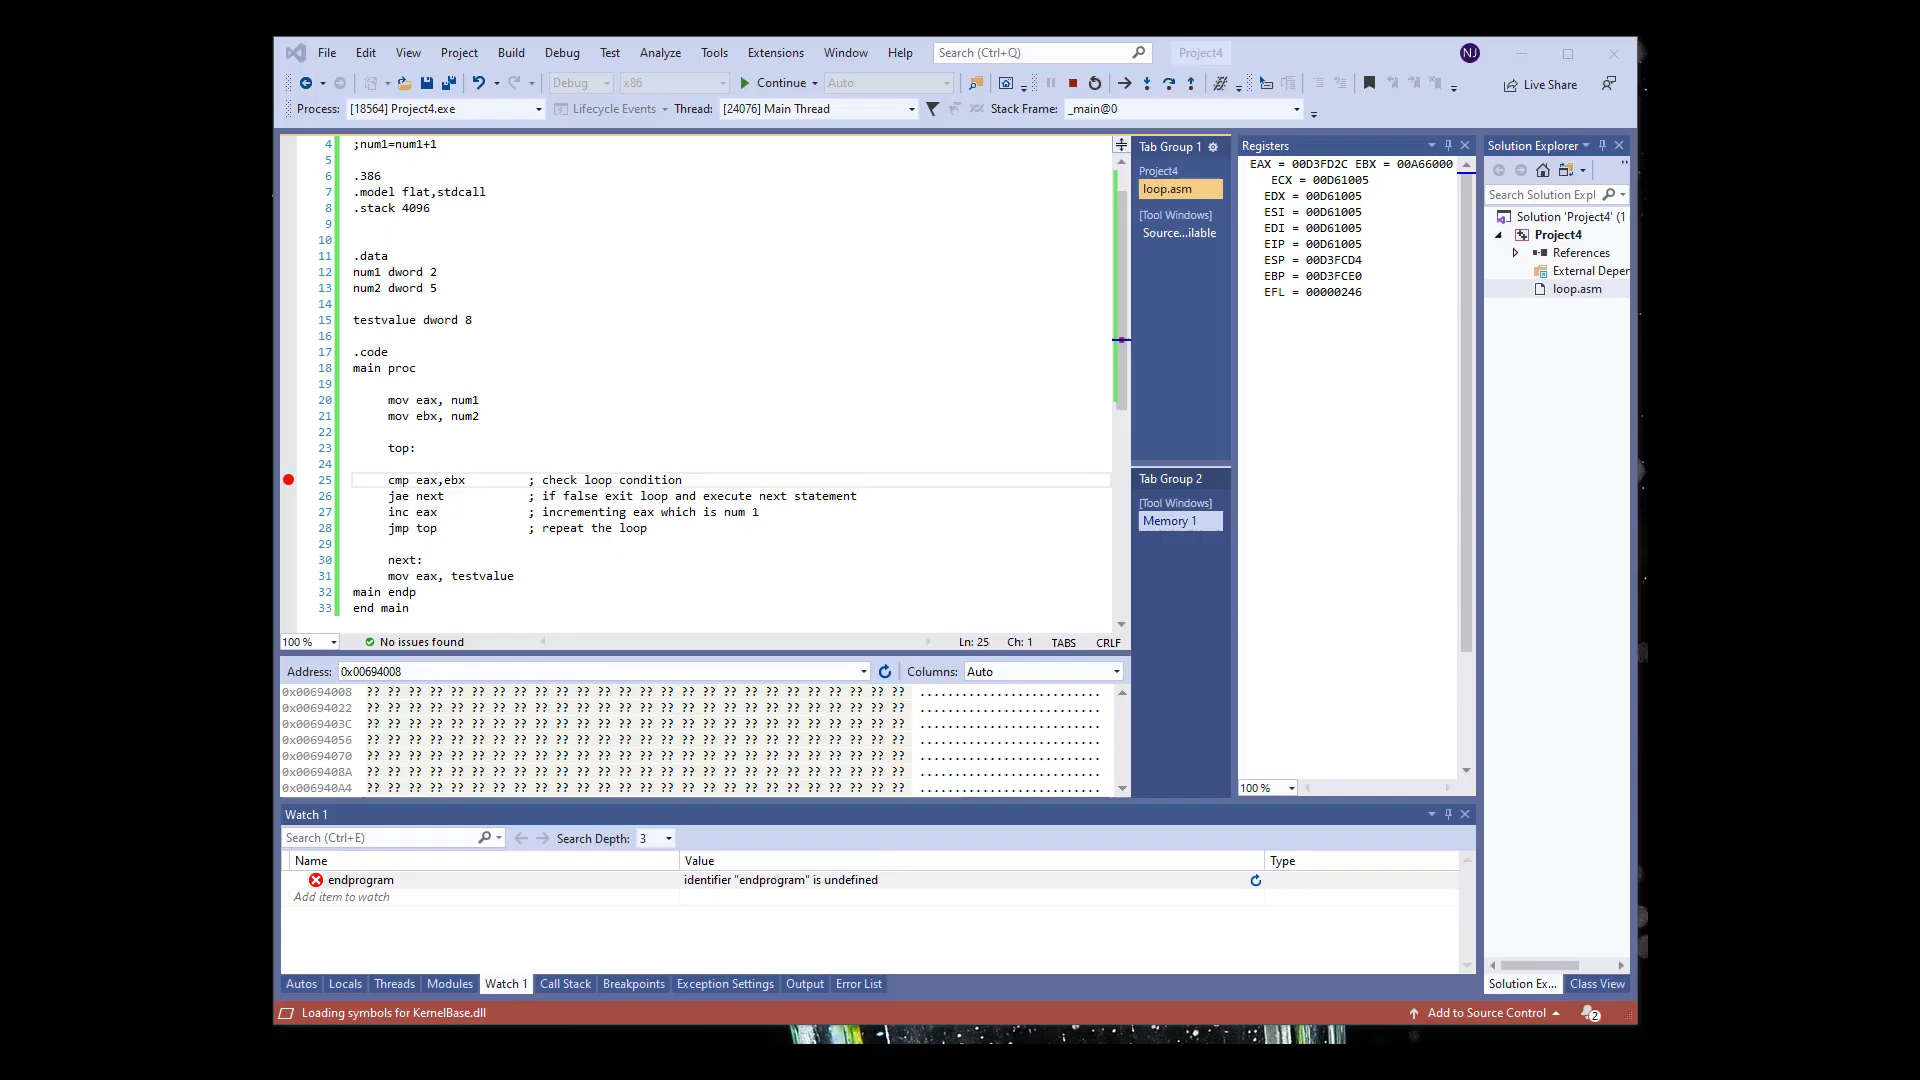 File Edit View Project Build Debug Test Analyze Tools Extensions Window Help Search (Ctrl+Q) Project4 NJ
Debug x86 Continue Auto Live Share
Process: [18564] Project4.exe Lifecycle Events Thread: [24076] Main Thread Stack Frame: _main@0
4 ;num1=num1+1
5
6 .386
7 .model flat,stdcall
8 .stack 4096
9
10
11 .data
12 num1 dword 2
13 num2 dword 5
14
15 testvalue dword 8
16
17 .code
18 main proc
19
20 mov eax, num1
21 mov ebx, num2
22
23 top:
24
25 cmp eax,ebx ; check loop condition
26 jae next ; if false exit loop and execute next statement
27 inc eax ; incrementing eax which is num 1
28 jmp top ; repeat the loop
29
30 next:
31 mov eax, testvalue
32 main endp
33 end main
100 % No issues found Ln: 25 Ch: 1 TABS CRLF
Tab Group 1
Project4
loop.asm
[Tool Windows]
Source...ilable
Tab Group 2
[Tool Windows]
Memory 1
Registers
EAX = 00D3FD2C EBX = 00A66000
ECX = 00D61005
EDX = 00D61005
ESI = 00D61005
EDI = 00D61005
EIP = 00D61005
ESP = 00D3FCD4
EBP = 00D3FCE0
EFL = 00000246
100 %
Solution Explorer
Search Solution Expl
Solution 'Project4' (1
Project4
References
External Deper
loop.asm
Address: 0x00694008 Columns: Auto
0x00694008 ?? ?? ?? ?? ?? ?? ?? ?? ?? ?? ?? ?? ?? ?? ?? ?? ?? ?? ?? ?? ?? ?? ?? ?? ?? ?? ..........................
0x00694022 ?? ?? ?? ?? ?? ?? ?? ?? ?? ?? ?? ?? ?? ?? ?? ?? ?? ?? ?? ?? ?? ?? ?? ?? ?? ?? ..........................
0x0069403C ?? ?? ?? ?? ?? ?? ?? ?? ?? ?? ?? ?? ?? ?? ?? ?? ?? ?? ?? ?? ?? ?? ?? ?? ?? ?? ..........................
0x00694056 ?? ?? ?? ?? ?? ?? ?? ?? ?? ?? ?? ?? ?? ?? ?? ?? ?? ?? ?? ?? ?? ?? ?? ?? ?? ?? ..........................
0x00694070 ?? ?? ?? ?? ?? ?? ?? ?? ?? ?? ?? ?? ?? ?? ?? ?? ?? ?? ?? ?? ?? ?? ?? ?? ?? ?? ..........................
0x0069408A ?? ?? ?? ?? ?? ?? ?? ?? ?? ?? ?? ?? ?? ?? ?? ?? ?? ?? ?? ?? ?? ?? ?? ?? ?? ?? ..........................
0x006940A4 ?? ?? ?? ?? ?? ?? ?? ?? ?? ?? ?? ?? ?? ?? ?? ?? ?? ?? ?? ?? ?? ?? ?? ?? ?? ?? ..........................
Watch 1
Search (Ctrl+E) Search Depth: 3
Name Value Type
endprogram identifier "endprogram" is undefined
Add item to watch
Autos Locals Threads Modules Watch 1 Call Stack Breakpoints Exception Settings Output Error List
Solution Ex... Class View
Loading symbols for KernelBase.dll Add to Source Control 2